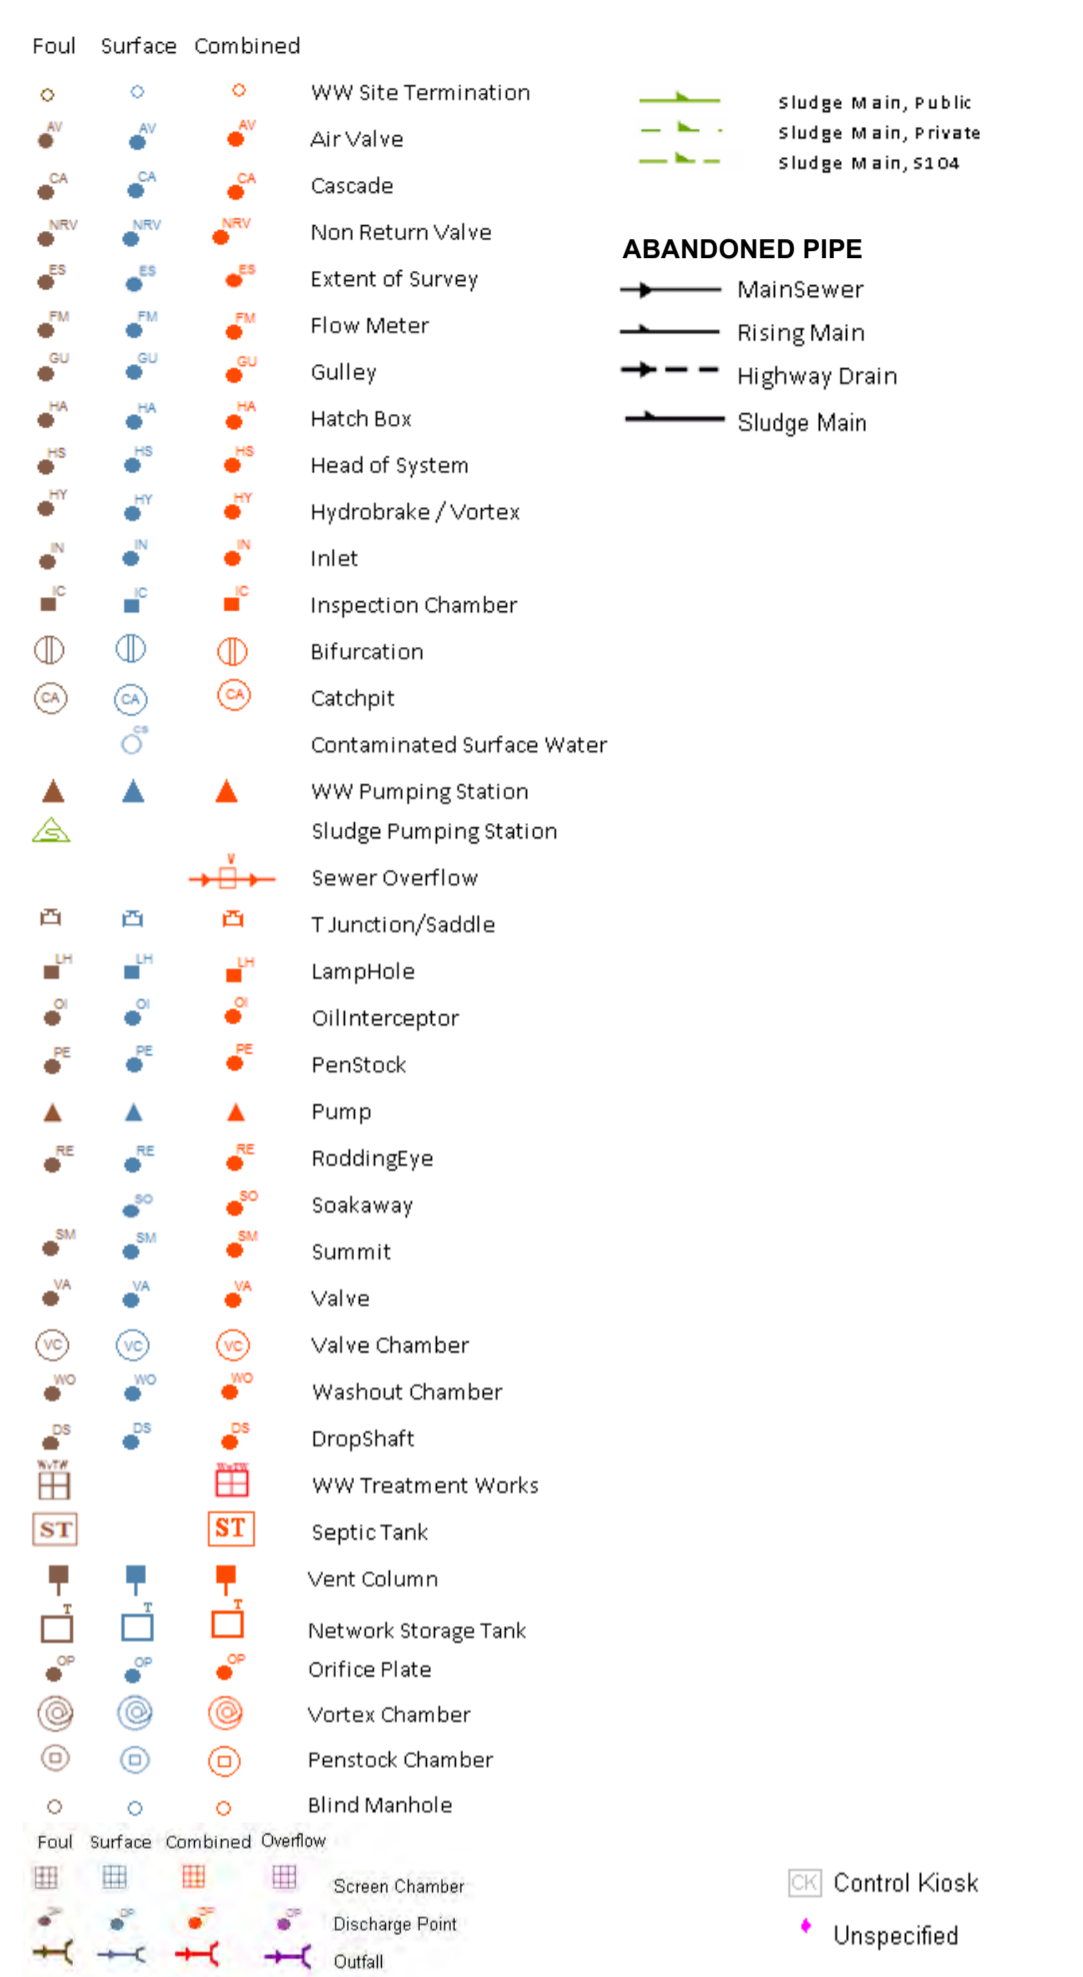 Foul Surface Combined
WW Site Termination
AV AV AV Air Valve
CA CA CA Cascade
NRV NRV NRV Non Return Valve
ES ES ES Extent of Survey
FM FM FM Flow Meter
GU GU GU Gulley
HA HA HA Hatch Box
HS HS HS Head of System
HY HY HY Hydrobrake / Vortex
IN IN IN Inlet
IC IC IC Inspection Chamber
Bifurcation
CA CA CA Catchpit
CS Contaminated Surface Water
WW Pumping Station
S Sludge Pumping Station
V
Sewer Overflow
T Junction/Saddle
LH LH LH LampHole
OI OI OI OilInterceptor
PE PE PE PenStock
Pump
RE RE RE RoddingEye
SO SO Soakaway
SM SM SM Summit
VA VA VA Valve
VC VC VC Valve Chamber
WO WO WO Washout Chamber
DS DS DS DropShaft
WwTW WwTW WW Treatment Works
ST ST Septic Tank
Vent Column
T T T Network Storage Tank
OP OP OP Orifice Plate
Vortex Chamber
Penstock Chamber
Blind Manhole
Foul Surface Combined Overflow
Screen Chamber
DP DP DP DP Discharge Point
Outfall
Sludge Main, Public
Sludge Main, Private
Sludge Main, S104
ABANDONED PIPE
MainSewer
Rising Main
Highway Drain
Sludge Main
CK Control Kiosk
Unspecified